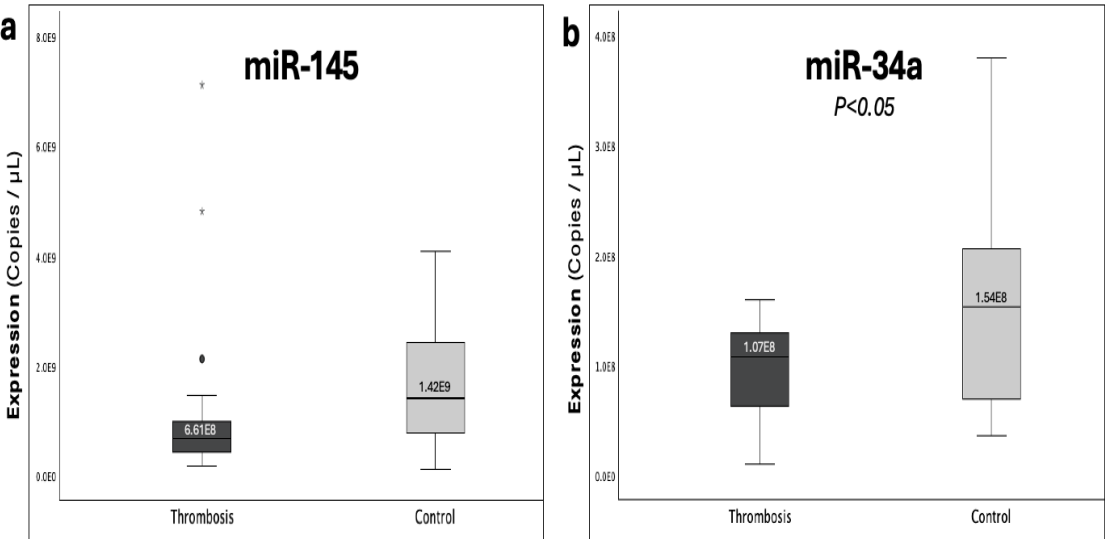 a
miR-145
Expression (Copies / µL)
8.0E9
6.0E9
4.0E9
2.0E9
0.0E0
6.61E8
1.42E9
Thrombosis
Control
b
miR-34a
P<0.05
Expression (Copies / µL)
4.0E8
3.0E8
2.0E8
1.0E8
0.0E0
1.07E8
1.54E8
Thrombosis
Control